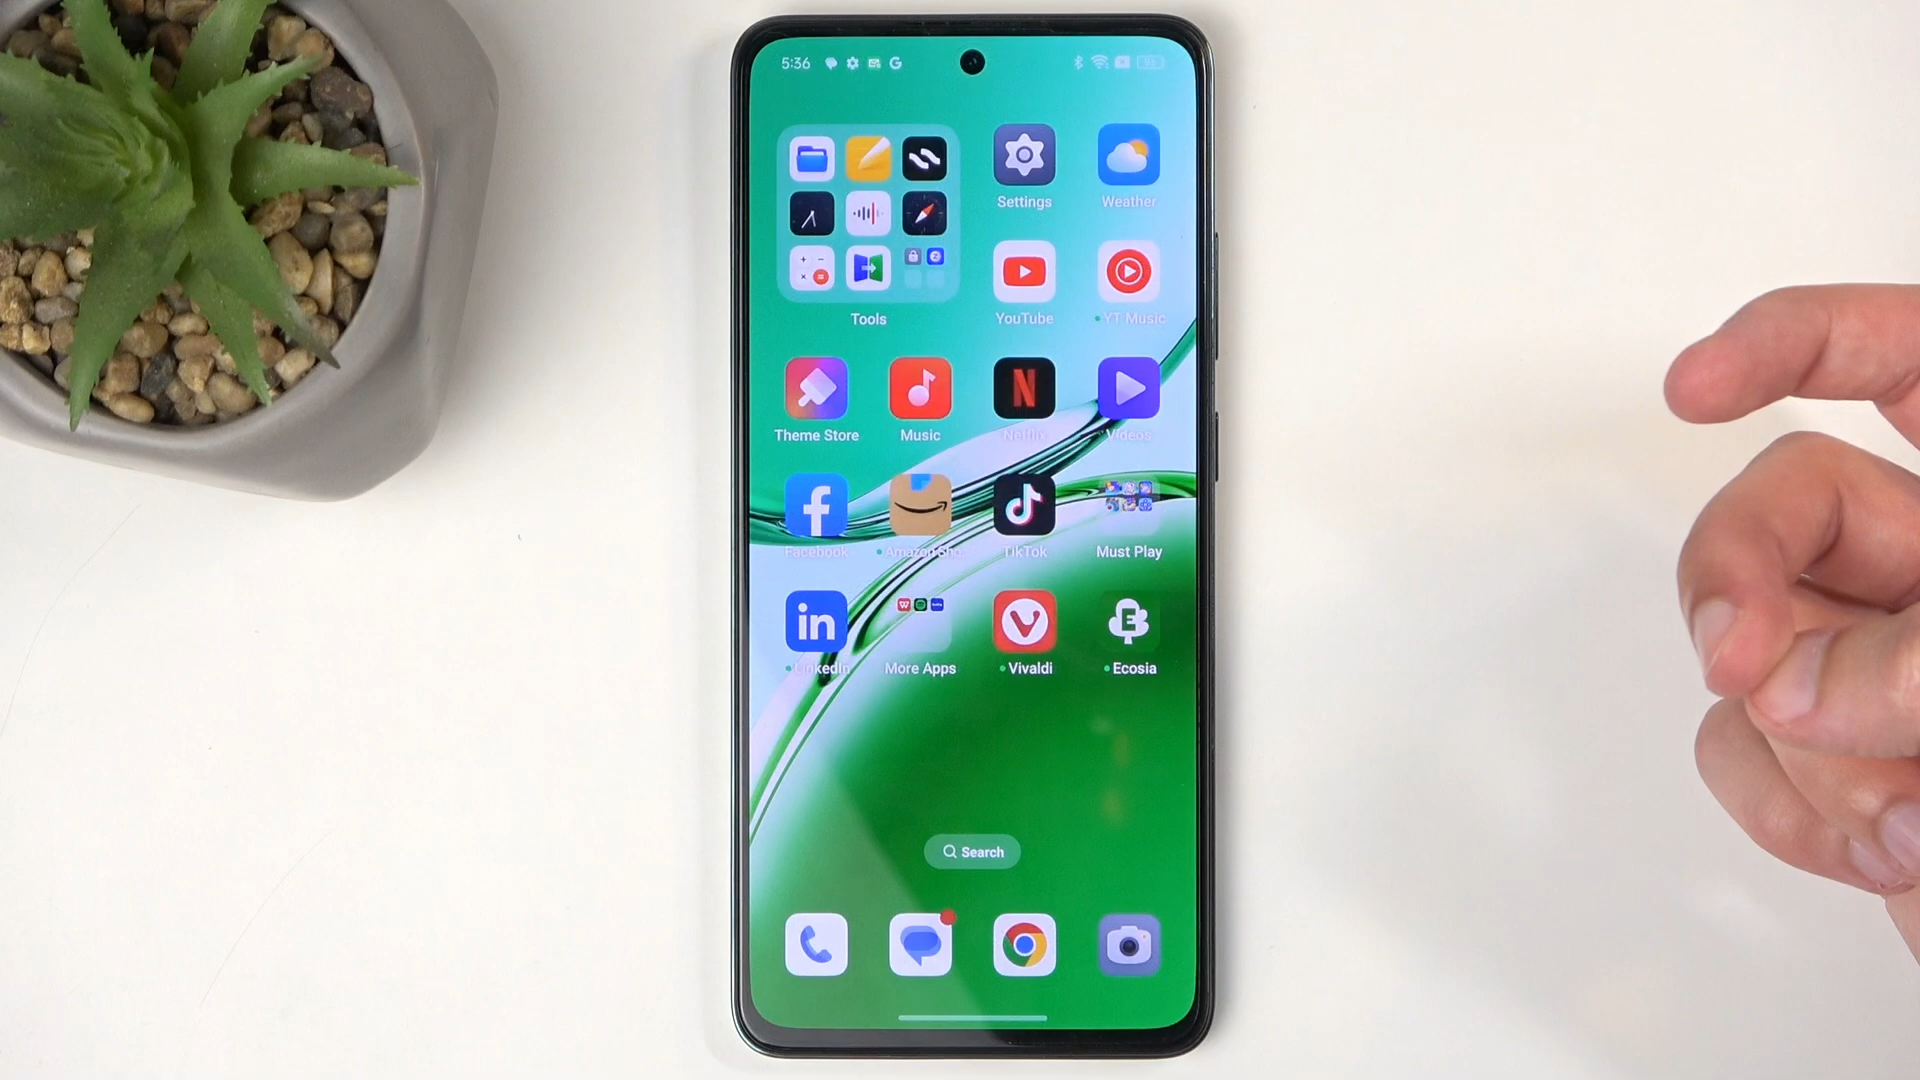 5:36
Settings
Weather
YouTube
YT Music
Tools
Theme Store
Music
Netflix
Videos
Facebook
Amazon Sho
TikTok
Must Play
LinkedIn
More Apps
Vivaldi
Ecosia
Search